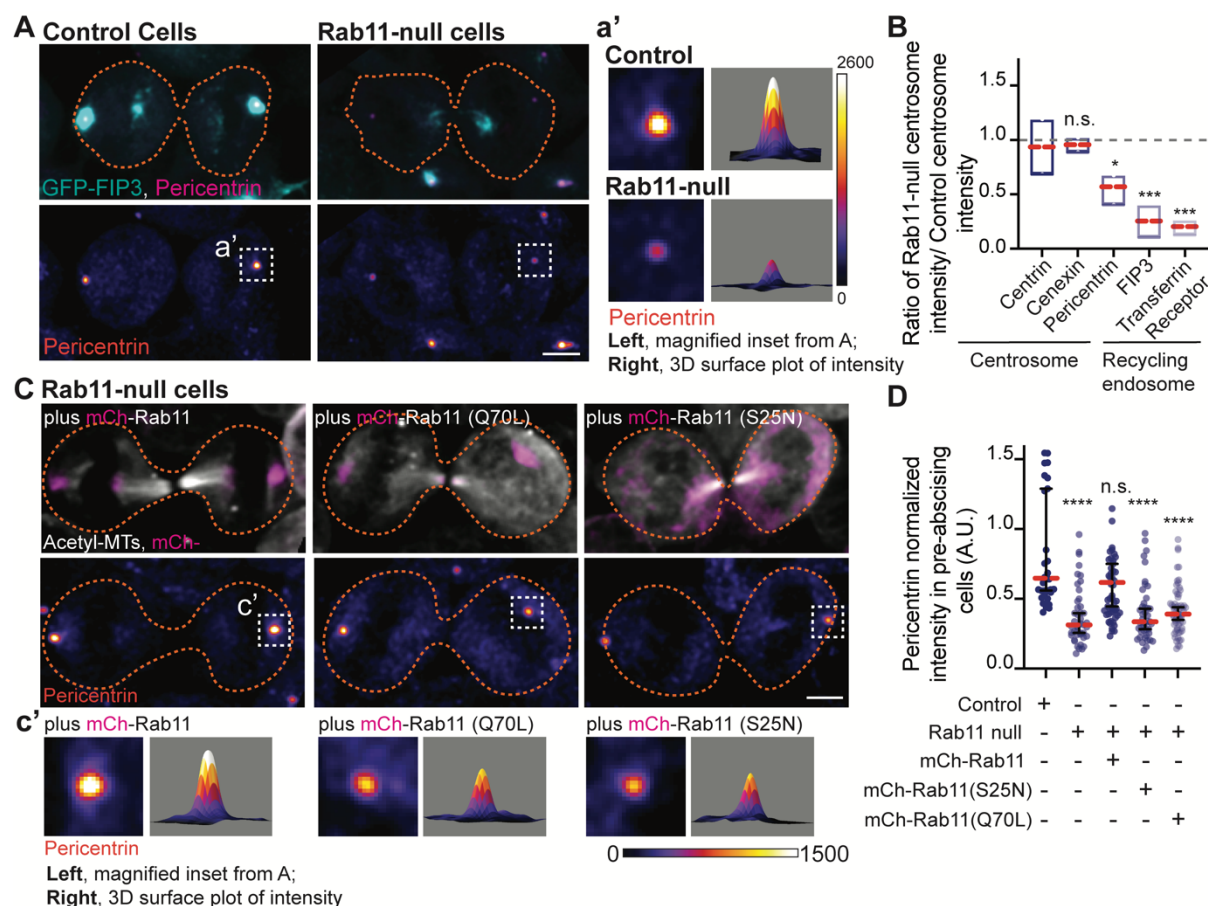 A Control Cells
Rab11-null cells
GFP-FIP3, Pericentrin
a'
Pericentrin
a'
Control
2600
Rab11-null
0
Pericentrin
Left, magnified inset from A;
Right, 3D surface plot of intensity
B
Ratio of Rab11-null centrosome
intensity/ Control centrosome
intensity
1.5
1.0
0.5
0.0
n.s.
*
***
***
Centrin
Cenexin
Pericentrin
FIP3
Transferrin
Receptor
Centrosome
Recycling
endosome
C Rab11-null cells
plus mCh-Rab11
plus mCh-Rab11 (Q70L)
plus mCh-Rab11 (S25N)
Acetyl-MTs, mCh-
c'
Pericentrin
c'
plus mCh-Rab11
plus mCh-Rab11 (Q70L)
plus mCh-Rab11 (S25N)
Pericentrin
Left, magnified inset from A;
Right, 3D surface plot of intensity
0 1500
D
Pericentrin normalized
intensity in pre-abscising
cells (A.U.)
1.5
1.0
0.5
0.0
****
n.s.
****
****
Control + - - - -
Rab11 null - + + + +
mCh-Rab11 - - + - -
mCh-Rab11(S25N) - - - + -
mCh-Rab11(Q70L) - - - - +